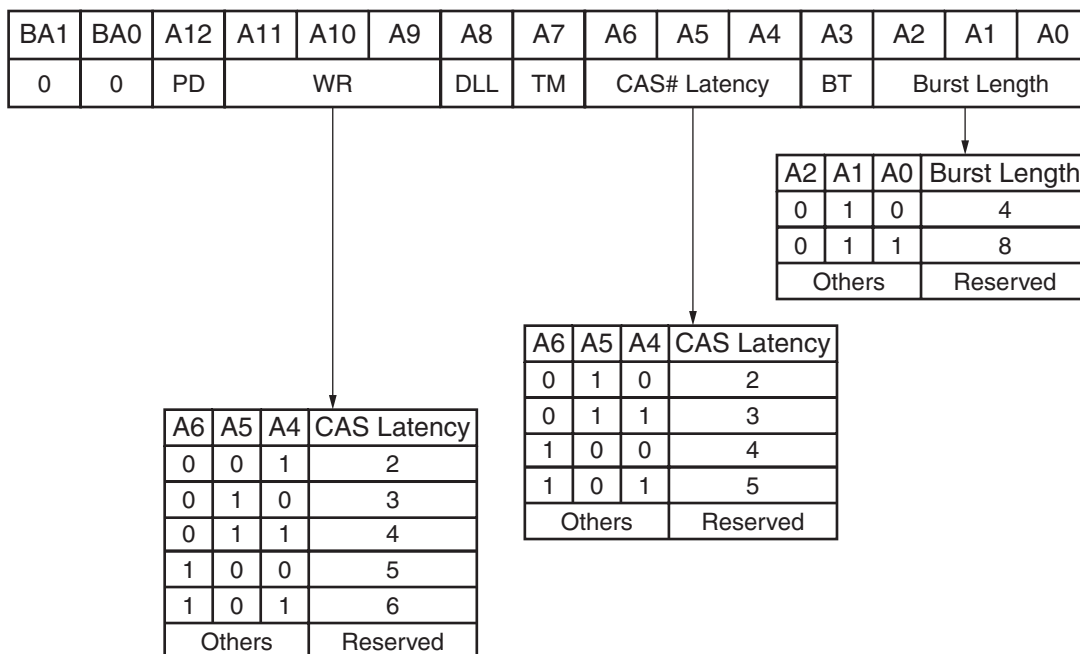 BA1 BA0 A12 A11 A10 A9 A8 A7 A6 A5 A4 A3 A2 A1 A0
0 0 PD WR DLL TM CAS# Latency BT Burst Length
A2 A1 A0 Burst Length
0 1 0 4
0 1 1 8
Others Reserved
A6 A5 A4 CAS Latency
0 1 0 2
0 1 1 3
1 0 0 4
1 0 1 5
Others Reserved
A6 A5 A4 CAS Latency
0 0 1 2
0 1 0 3
0 1 1 4
1 0 0 5
1 0 1 6
Others Reserved